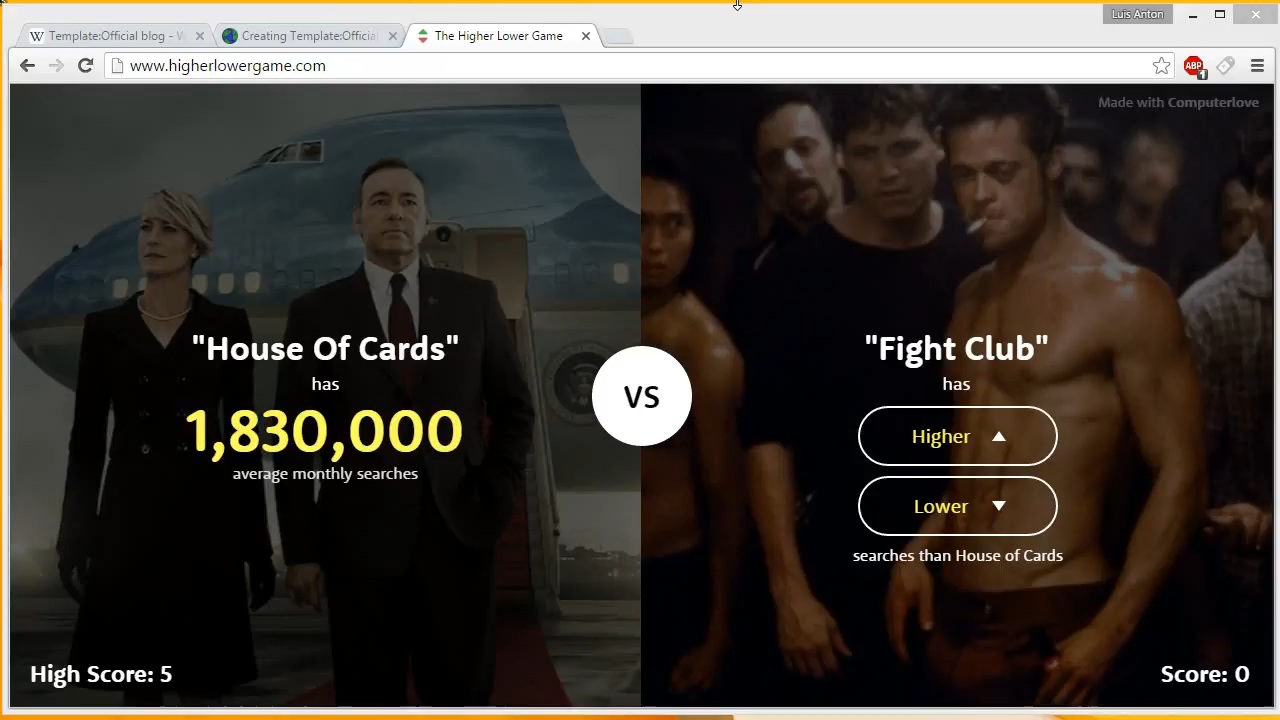 Luis Anton
Template:Official blog - W
Creating Template:Officia
The Higher Lower Game
www.higherlowergame.com
ABP
1
Made with Computerlove
"House Of Cards"
has
1,830,000
average monthly searches
VS
"Fight Club"
has
Higher
Lower
searches than House of Cards
High Score: 5
Score: 0